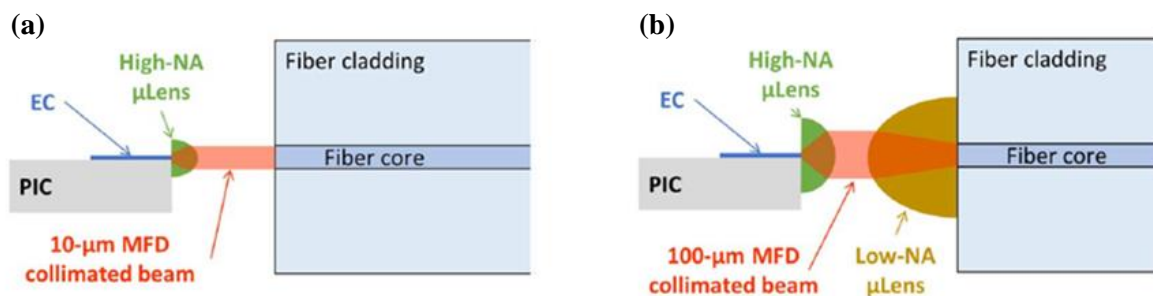 (a)
High-NA
µLens
EC
Fiber cladding
Fiber core
PIC
10-µm MFD
collimated beam
(b)
High-NA
µLens
EC
Fiber cladding
Fiber core
PIC
100-µm MFD
collimated beam
Low-NA
µLens